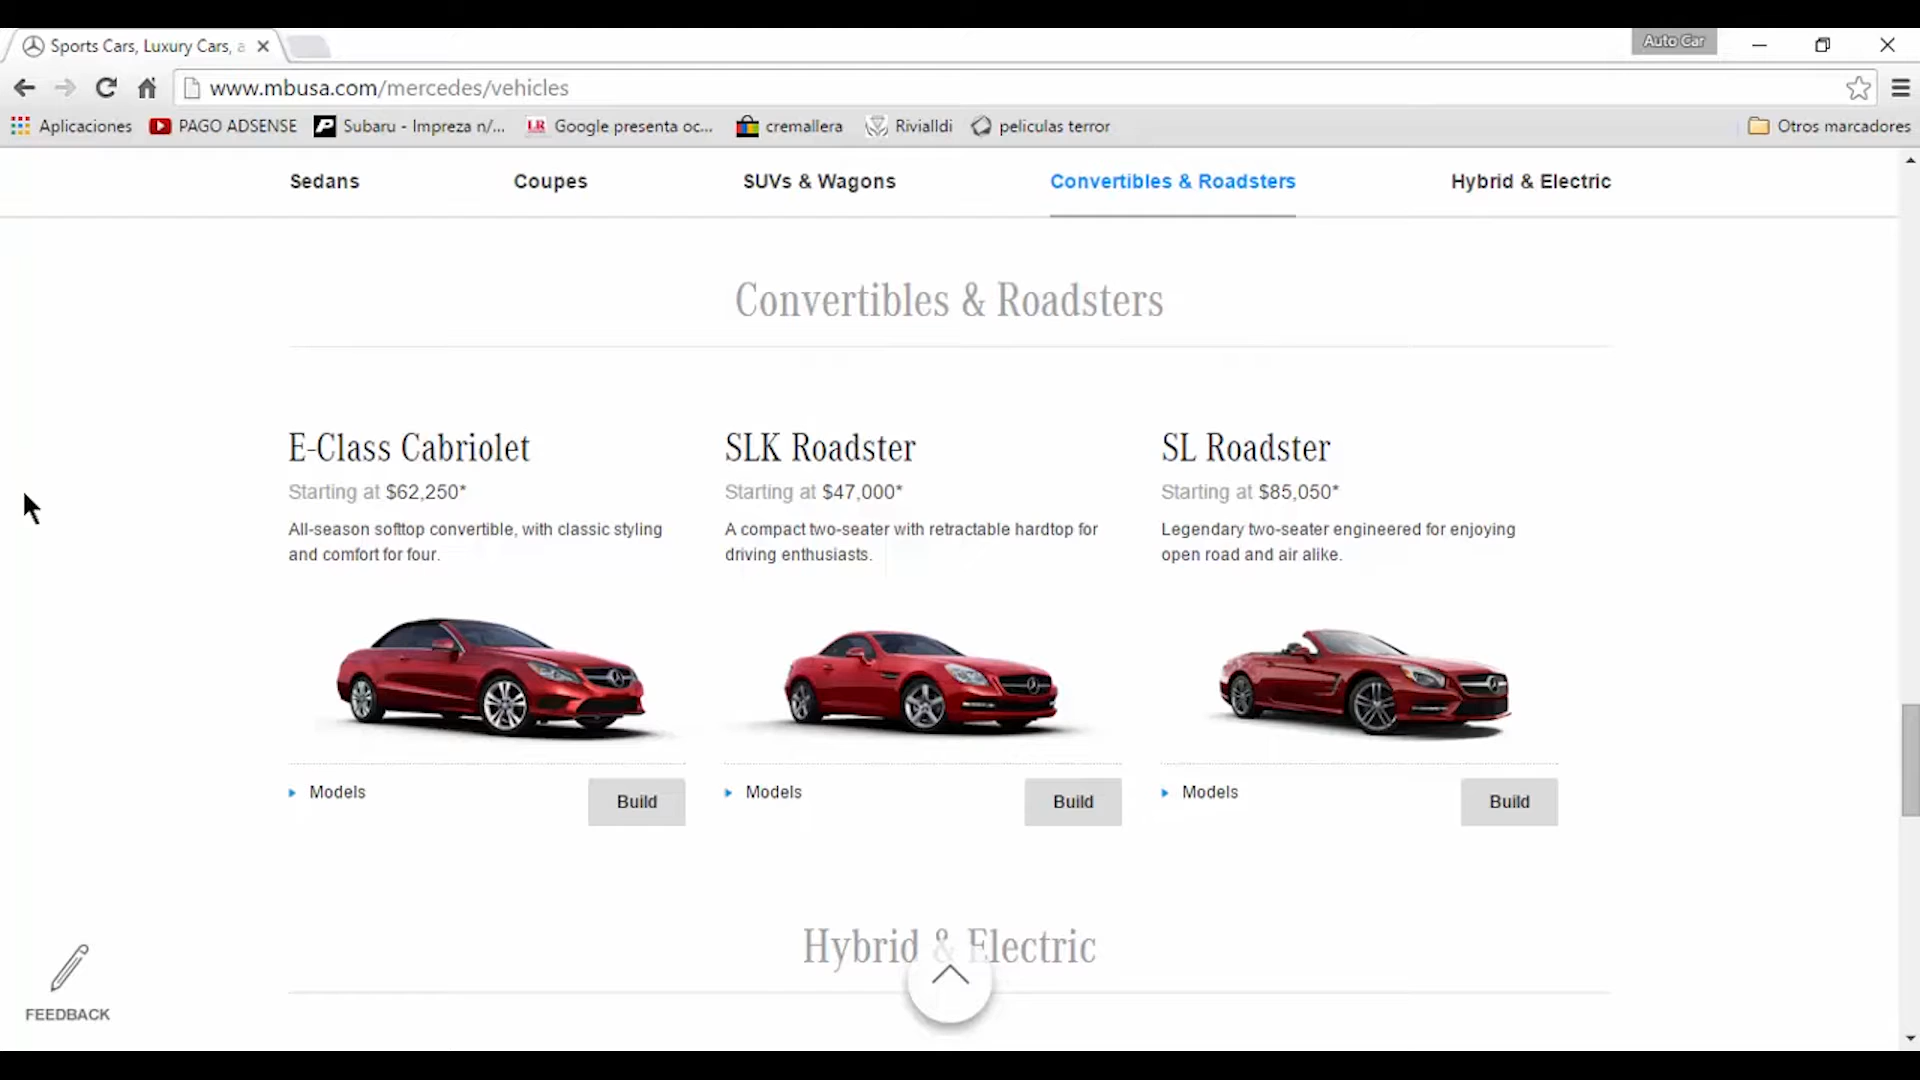 Sports Cars, Luxury Cars, a
Auto Car
www.mbusa.com/mercedes/vehicles
Aplicaciones PAGO ADSENSE Subaru - Impreza n/... LR Google presenta oc... cremallera Rivialldi peliculas terror Otros marcadores
Sedans Coupes SUVs & Wagons Convertibles & Roadsters Hybrid & Electric
Convertibles & Roadsters
E-Class Cabriolet
Starting at $62,250*
All-season softtop convertible, with classic styling
and comfort for four.
Models
Build
SLK Roadster
Starting at $47,000*
A compact two-seater with retractable hardtop for
driving enthusiasts.
Models
Build
SL Roadster
Starting at $85,050*
Legendary two-seater engineered for enjoying
open road and air alike.
Models
Build
Hybrid & Electric
FEEDBACK